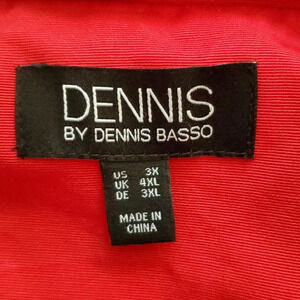 DENNIS
BY DENNIS BASSO
US 3X
UK 4XL
DE 3XL
MADE IN
CHINA